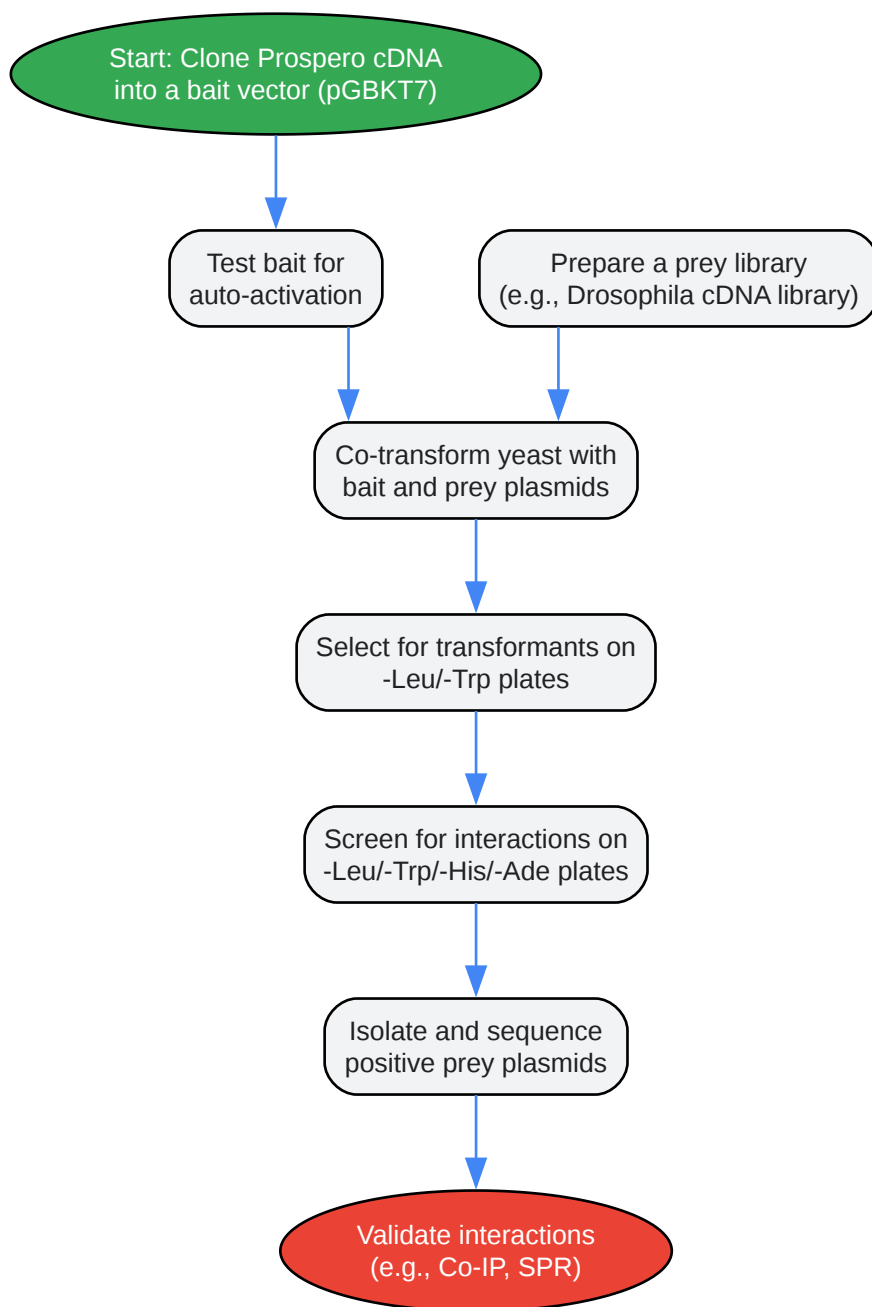 Start: Clone Prospero cDNA
into a bait vector (pGBKT7)
Test bait for
auto-activation
Prepare a prey library
(e.g., Drosophila cDNA library)
Co-transform yeast with
bait and prey plasmids
Select for transformants on
-Leu/-Trp plates
Screen for interactions on
-Leu/-Trp/-His/-Ade plates
Isolate and sequence
positive prey plasmids
Validate interactions
(e.g., Co-IP, SPR)